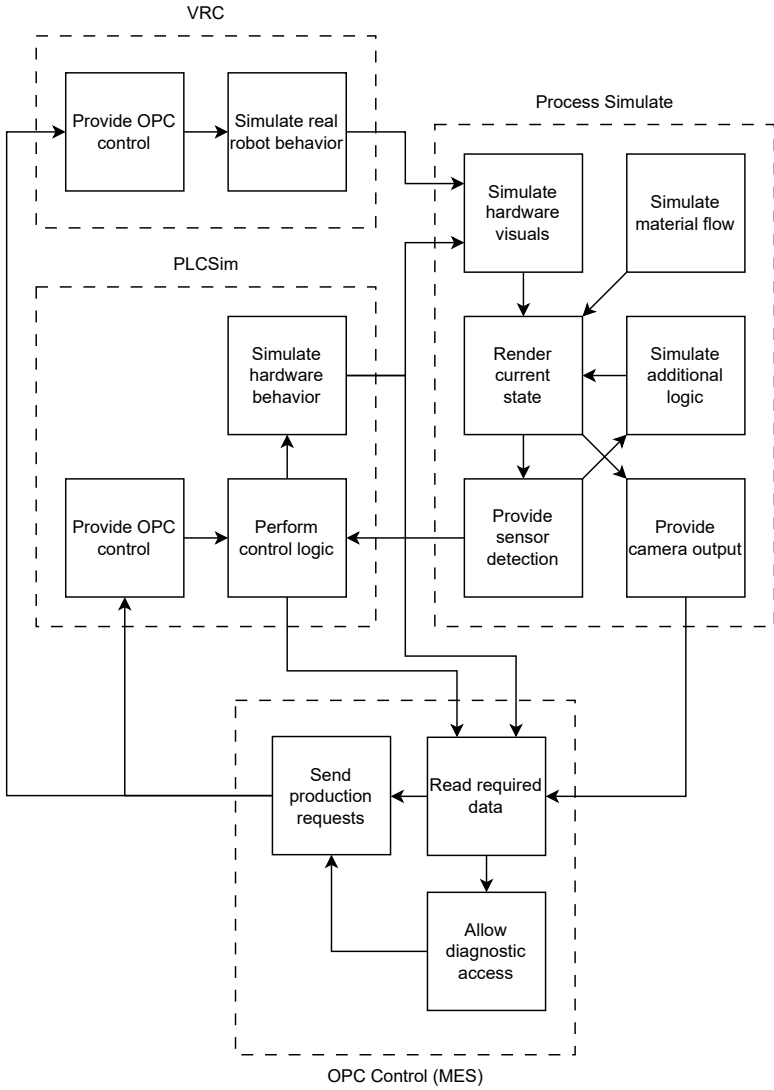 VRC
Provide OPC
control
Simulate real
robot behavior
Process Simulate
Simulate
hardware
visuals
Simulate
material flow
Render
current
state
Simulate
additional
logic
Provide
sensor
detection
Provide
camera output
PLCSim
Simulate
hardware
behavior
Provide OPC
control
Perform
control logic
Send
production
requests
Read required
data
Allow
diagnostic
access
OPC Control (MES)